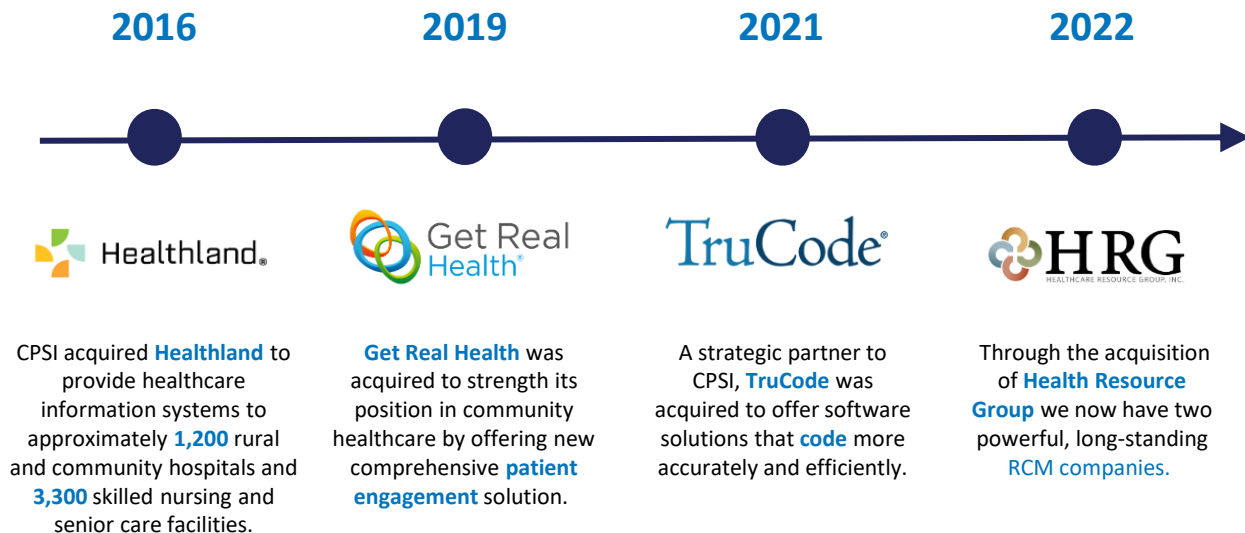 2016
2019
2021
2022
Healthland®
Get Real
Health®
TruCode®
HRG
HEALTHCARE RESOURCE GROUP, INC.
CPSI acquired Healthland to
provide healthcare
information systems to
approximately 1,200 rural
and community hospitals and
3,300 skilled nursing and
senior care facilities.
Get Real Health was
acquired to strength its
position in community
healthcare by offering new
comprehensive patient
engagement solution.
A strategic partner to
CPSI, TruCode was
acquired to offer software
solutions that code more
accurately and efficiently.
Through the acquisition
of Health Resource
Group we now have two
powerful, long-standing
RCM companies.